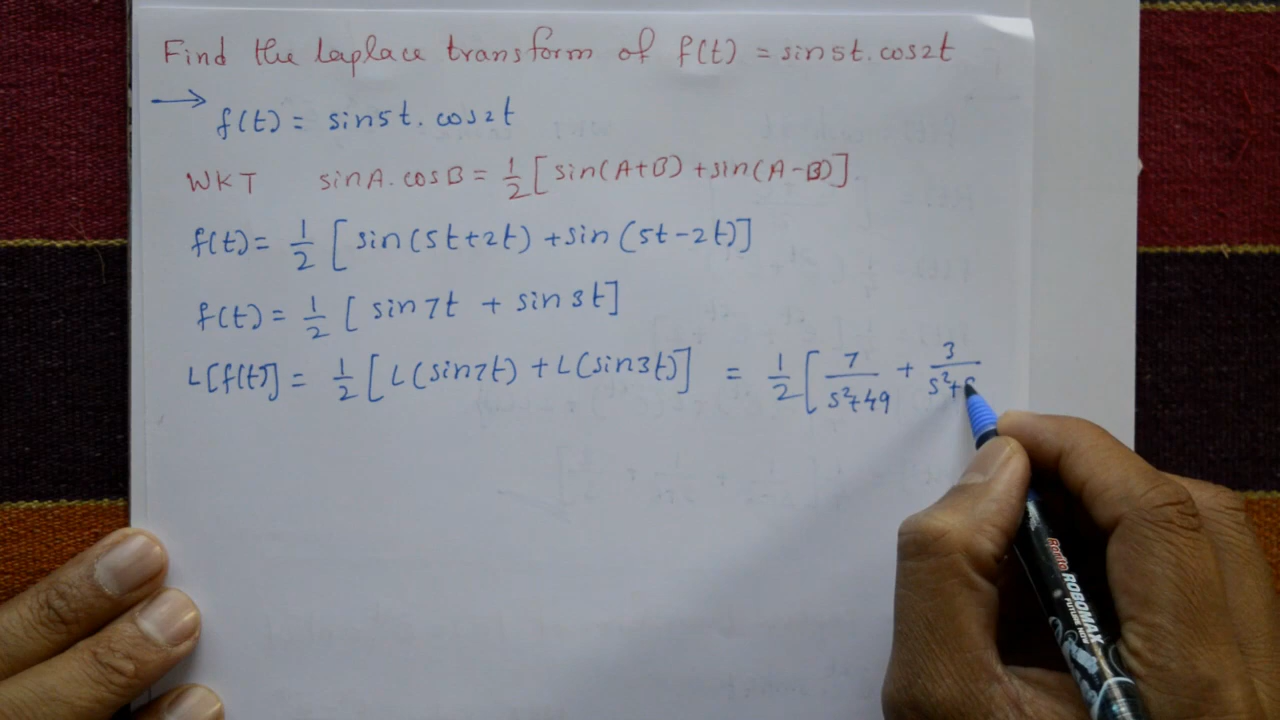 Find the laplace transform of f(t) = sin5t.cos2t
→ f(t) = sin5t. cos2t
WKT sinA.cosB = 1/2 [sin(A+B) + sin(A-B)]
f(t) = 1/2 [sin(5t+2t) + sin(5t-2t)]
f(t) = 1/2 [sin7t + sin3t]
L[f(t)] = 1/2 [L(sin7t) + L(sin3t)] = 1/2 [7/(s²+49) + 3/(s²+
ROBOMAX